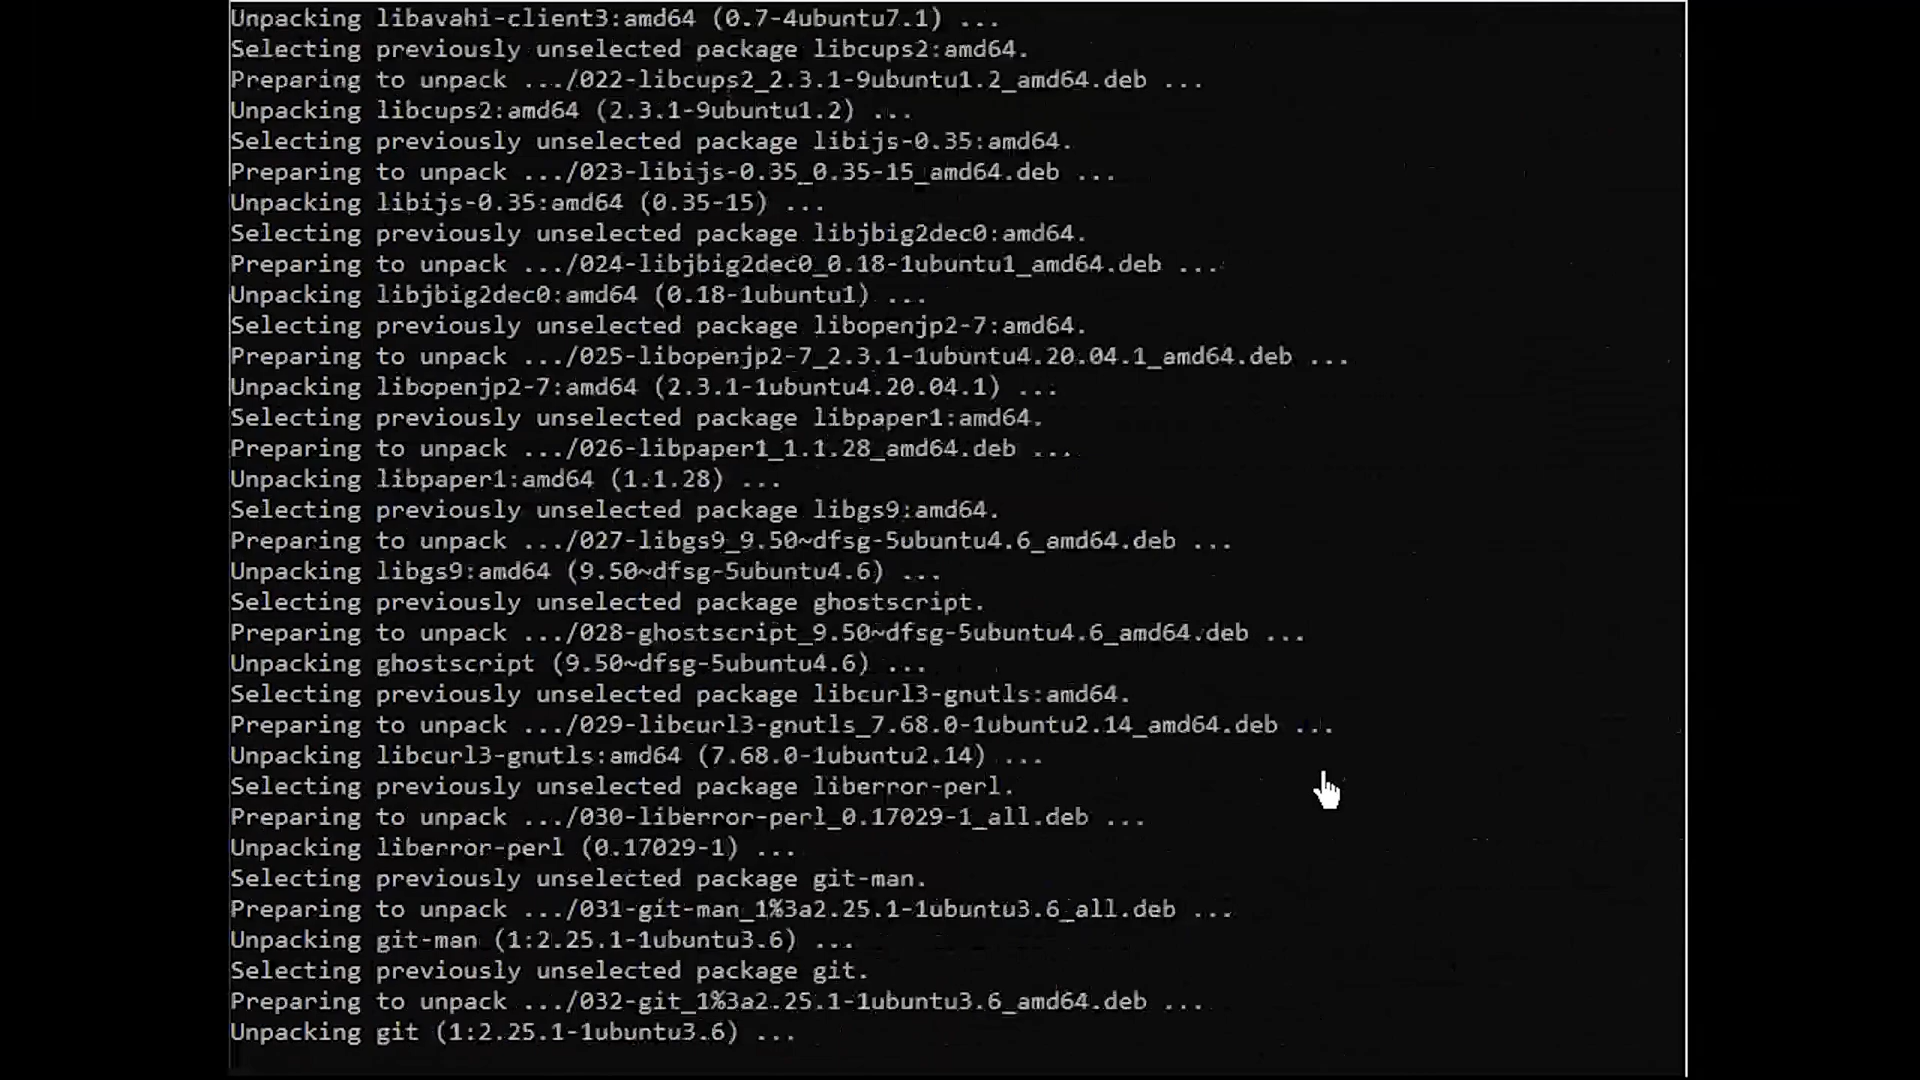 Unpacking libavahi-client3:amd64 (0.7-4ubuntu7.1) ...
Selecting previously unselected package libcups2:amd64.
Preparing to unpack .../022-libcups2_2.3.1-9ubuntu1.2_amd64.deb ...
Unpacking libcups2:amd64 (2.3.1-9ubuntu1.2) ...
Selecting previously unselected package libijs-0.35:amd64.
Preparing to unpack .../023-libijs-0.35_0.35-15_amd64.deb ...
Unpacking libijs-0.35:amd64 (0.35-15) ...
Selecting previously unselected package libjbig2dec0:amd64.
Preparing to unpack .../024-libjbig2dec0_0.18-1ubuntu1_amd64.deb ...
Unpacking libjbig2dec0:amd64 (0.18-1ubuntu1) ...
Selecting previously unselected package libopenjp2-7:amd64.
Preparing to unpack .../025-libopenjp2-7_2.3.1-1ubuntu4.20.04.1_amd64.deb ...
Unpacking libopenjp2-7:amd64 (2.3.1-1ubuntu4.20.04.1) ...
Selecting previously unselected package libpaper1:amd64.
Preparing to unpack .../026-libpaper1_1.1.28_amd64.deb ...
Unpacking libpaper1:amd64 (1.1.28) ...
Selecting previously unselected package libgs9:amd64.
Preparing to unpack .../027-libgs9_9.50~dfsg-5ubuntu4.6_amd64.deb ...
Unpacking libgs9:amd64 (9.50~dfsg-5ubuntu4.6) ...
Selecting previously unselected package ghostscript.
Preparing to unpack .../028-ghostscript_9.50~dfsg-5ubuntu4.6_amd64.deb ...
Unpacking ghostscript (9.50~dfsg-5ubuntu4.6) ...
Selecting previously unselected package libcurl3-gnutls:amd64.
Preparing to unpack .../029-libcurl3-gnutls_7.68.0-1ubuntu2.14_amd64.deb ...
Unpacking libcurl3-gnutls:amd64 (7.68.0-1ubuntu2.14) ...
Selecting previously unselected package liberror-perl.
Preparing to unpack .../030-liberror-perl_0.17029-1_all.deb ...
Unpacking liberror-perl (0.17029-1) ...
Selecting previously unselected package git-man.
Preparing to unpack .../031-git-man_1%3a2.25.1-1ubuntu3.6_all.deb ...
Unpacking git-man (1:2.25.1-1ubuntu3.6) ...
Selecting previously unselected package git.
Preparing to unpack .../032-git_1%3a2.25.1-1ubuntu3.6_amd64.deb ...
Unpacking git (1:2.25.1-1ubuntu3.6) ...